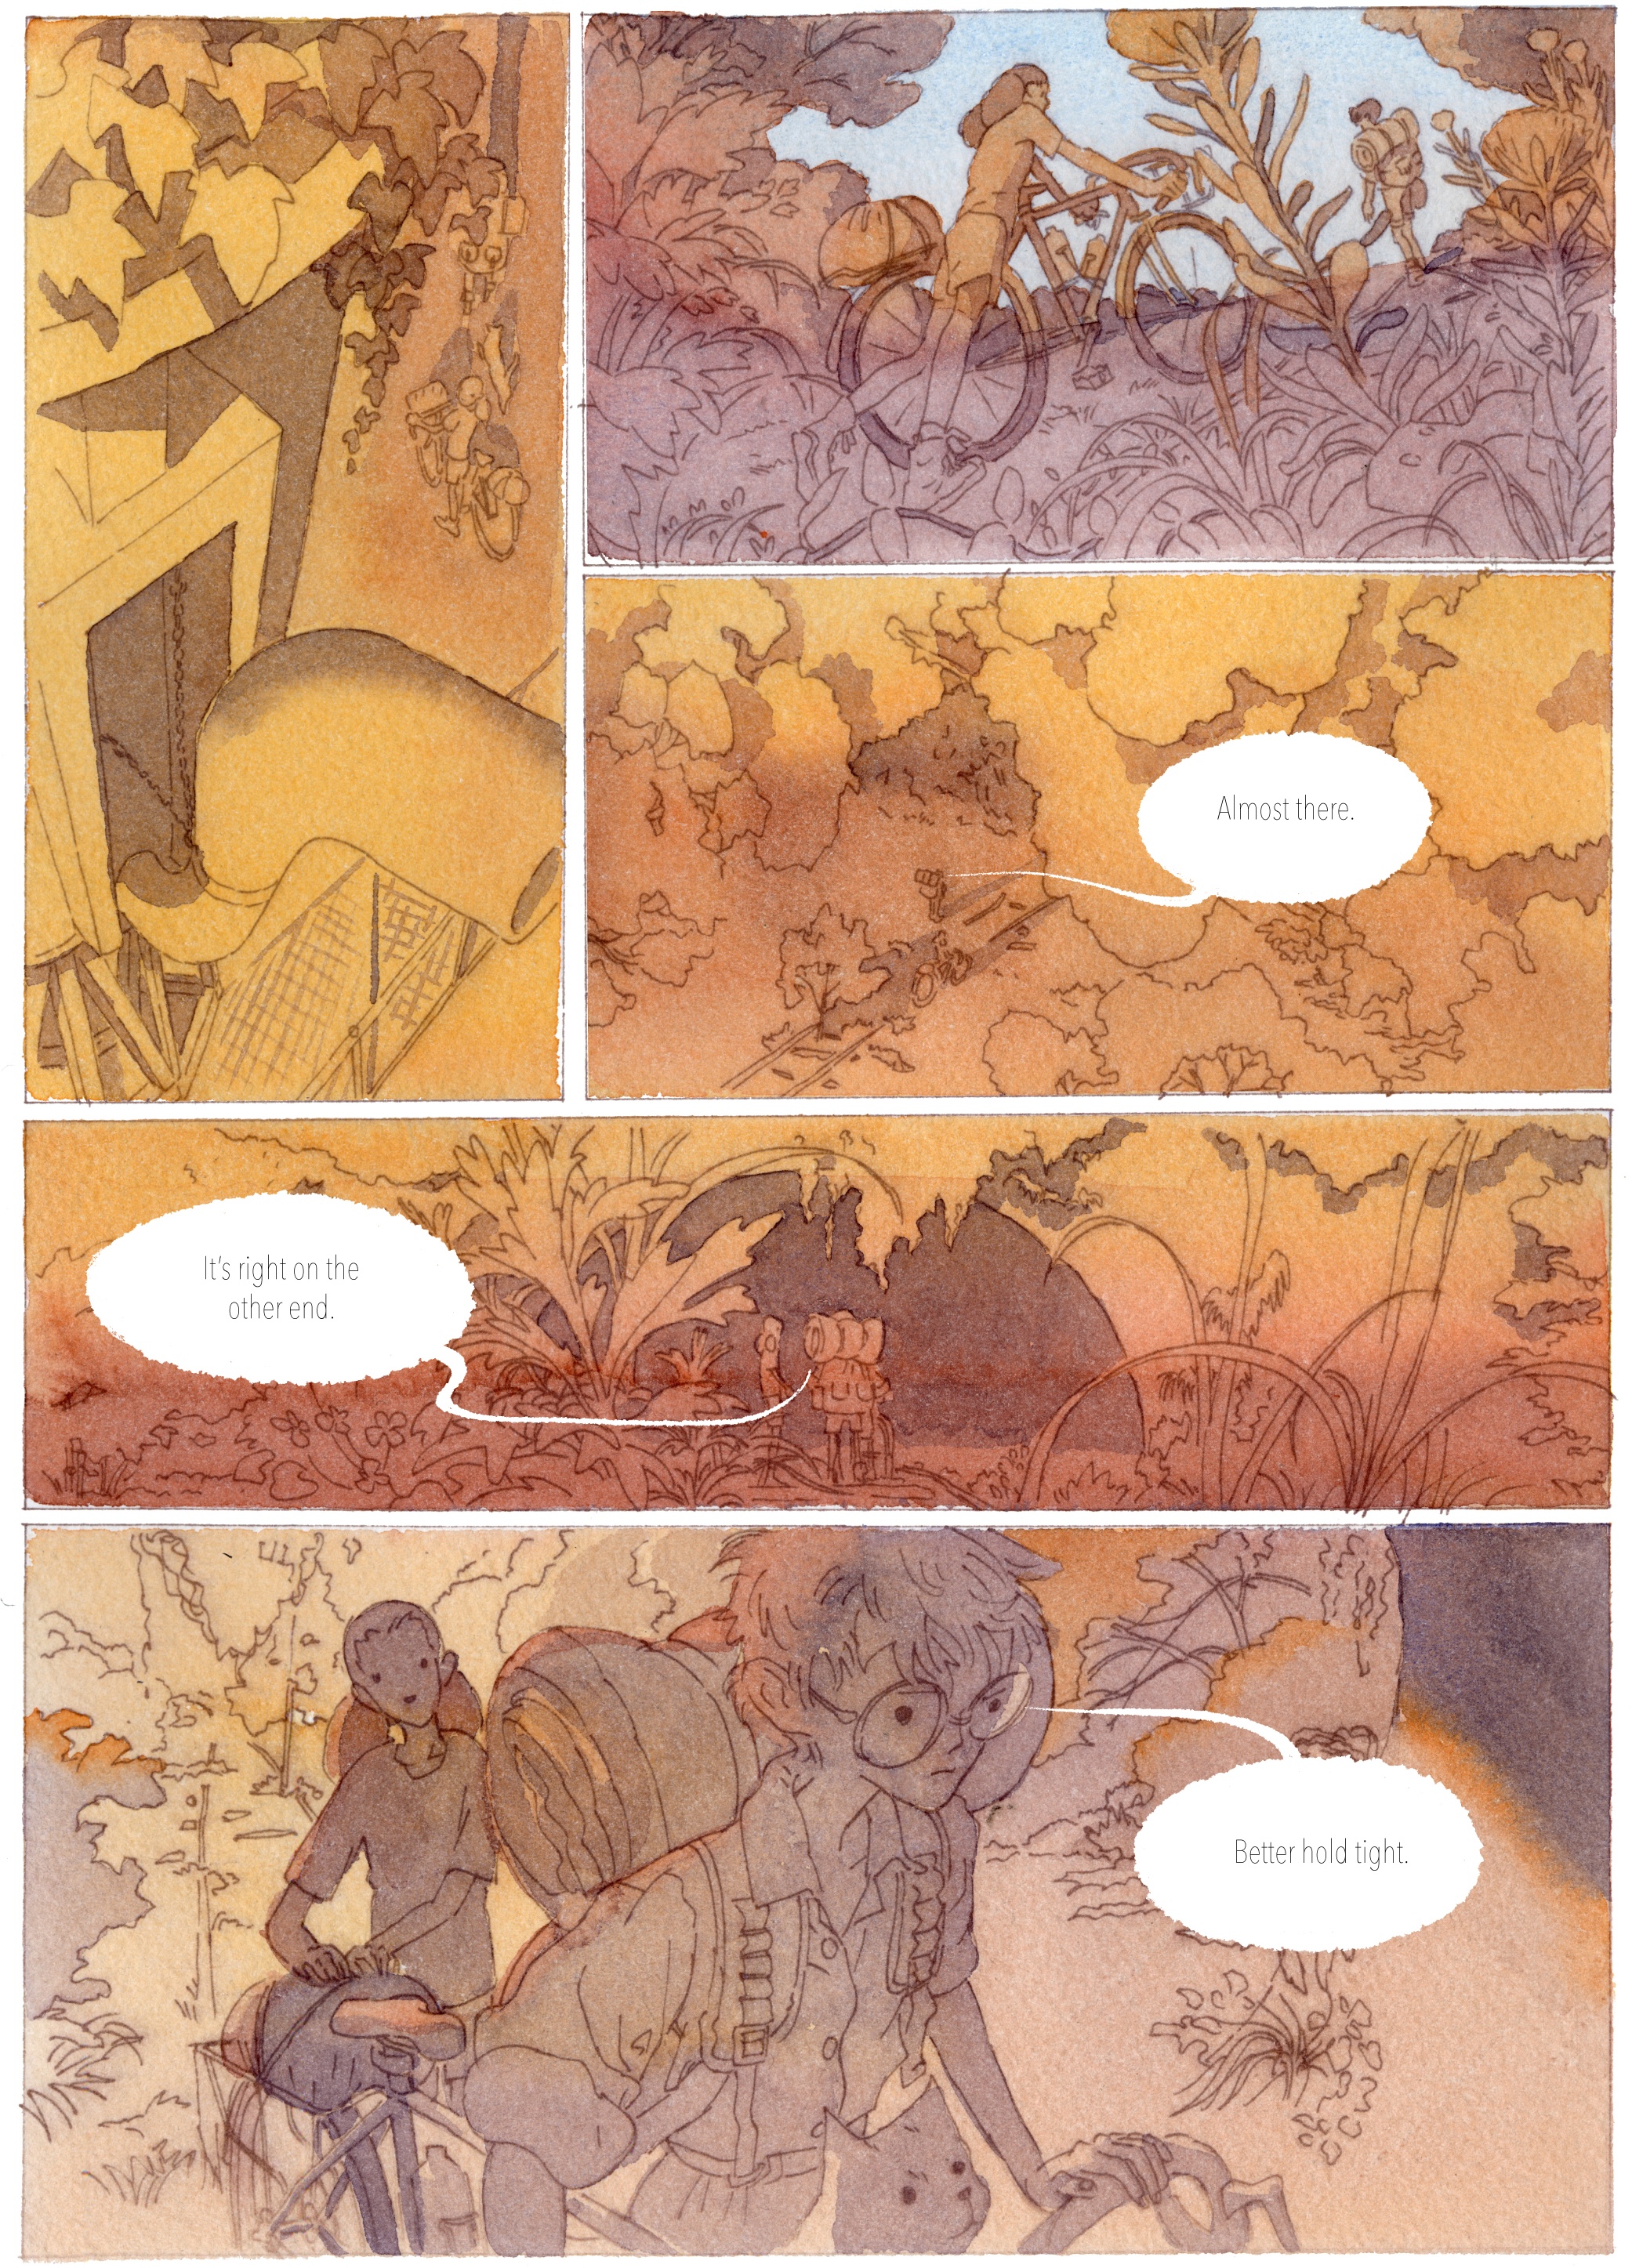 Almost there.
It's right on the
other end.
Better hold tight.